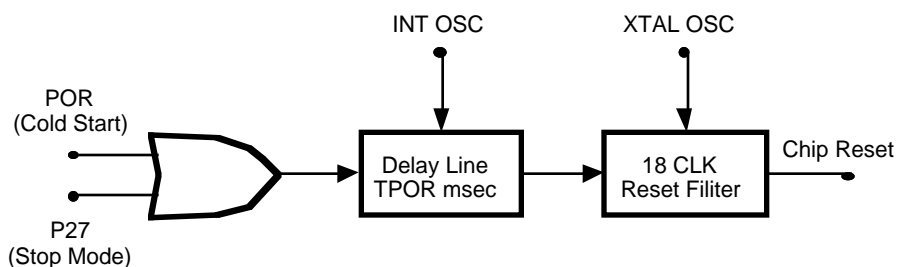 INT OSC
XTAL OSC
POR
(Cold Start)
Delay Line
TPOR msec
18 CLK
Reset Filiter
Chip Reset
P27
(Stop Mode)